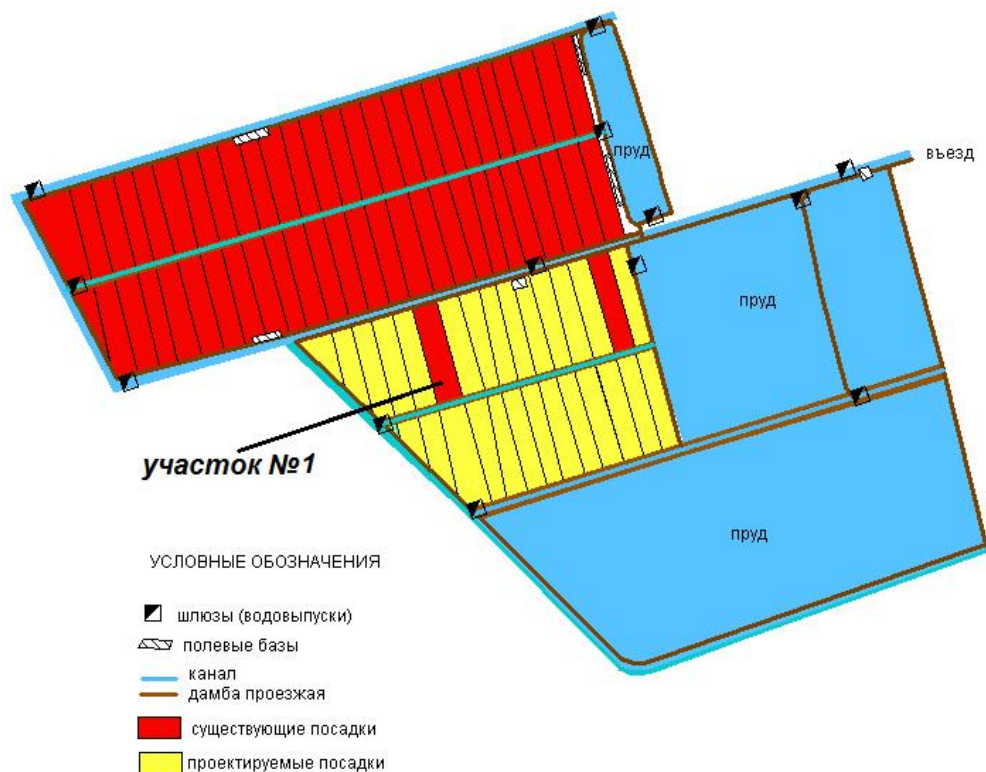 пруд
въезд
пруд
участок №1
пруд
УСЛОВНЫЕ ОБОЗНАЧЕНИЯ
шлюзы (водовыпуски)
полевые базы
канал
дамба проезжая
существующие посадки
проектируемые посадки